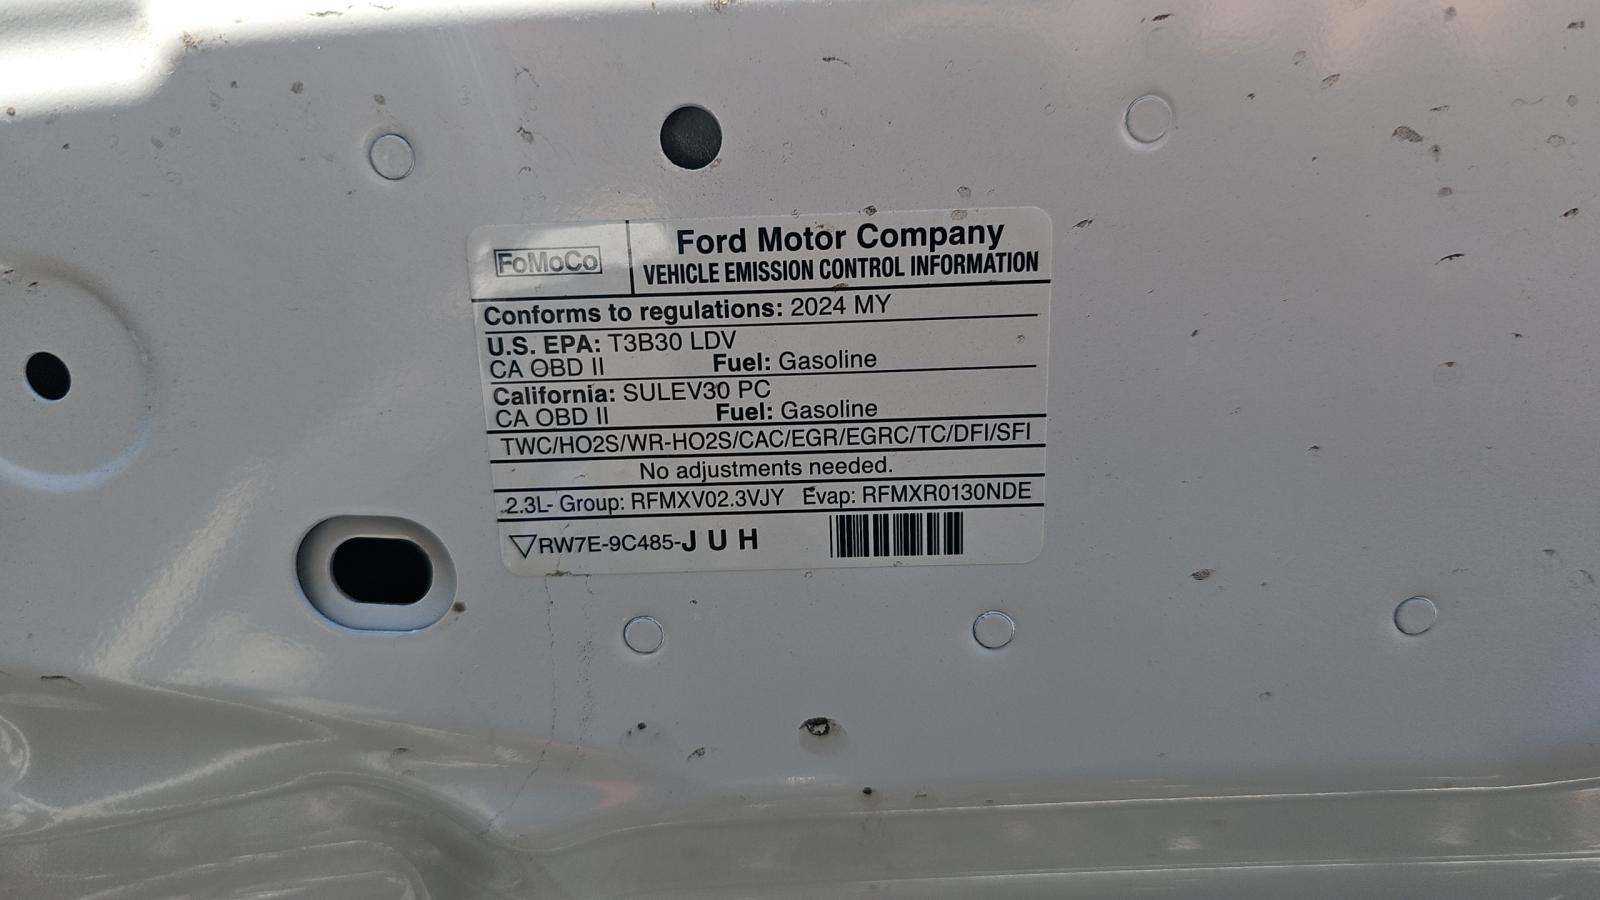 FoMoCo
Ford Motor Company
VEHICLE EMISSION CONTROL INFORMATION
Conforms to regulations: 2024 MY
U.S. EPA: T3B30 LDV
CA OBD II Fuel: Gasoline
California: SULEV30 PC
CA OBD II Fuel: Gasoline
TWC/HO2S/WR-HO2S/CAC/EGR/EGRC/TC/DFI/SFI
No adjustments needed.
2.3L- Group: RFMXV02.3VJY Evap: RFMXR0130NDE
RW7E-9C485-J U H